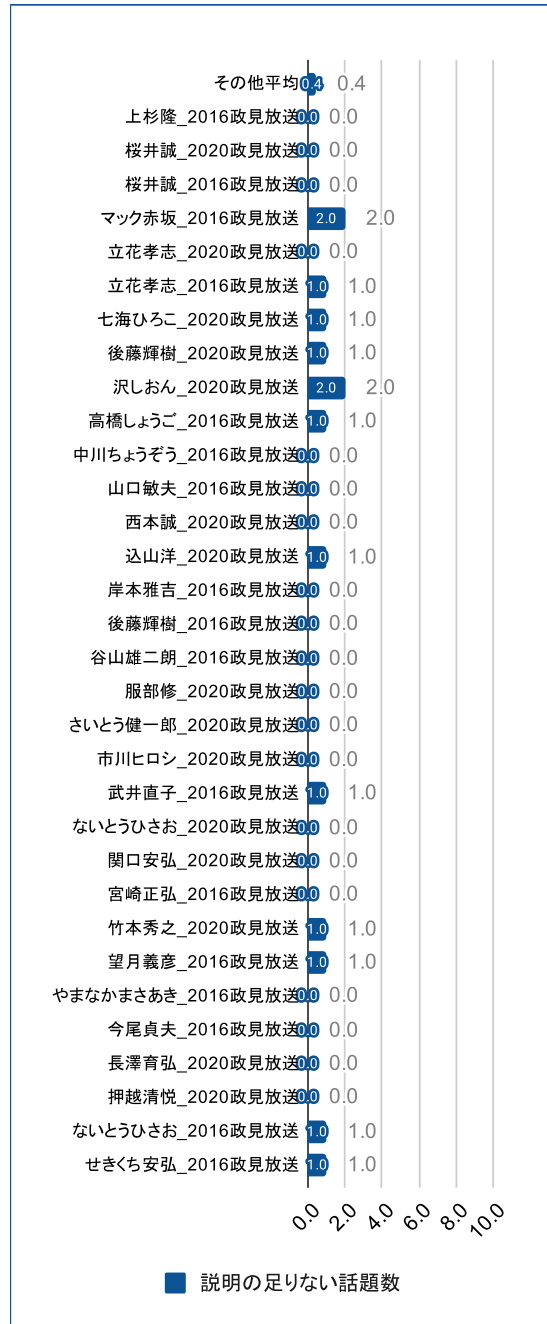 その他平均 0.4 0.4
上杉隆_2016政見放送 0.0 0.0
桜井誠_2020政見放送 0.0 0.0
桜井誠_2016政見放送 0.0 0.0
マック赤坂_2016政見放送 2.0 2.0
立花孝志_2020政見放送 0.0 0.0
立花孝志_2016政見放送 1.0 1.0
七海ひろこ_2020政見放送 1.0 1.0
後藤輝樹_2020政見放送 1.0 1.0
沢しおん_2020政見放送 2.0 2.0
高橋しょうご_2016政見放送 1.0 1.0
中川ちょうぞう_2016政見放送 0.0 0.0
山口敏夫_2016政見放送 0.0 0.0
西本誠_2020政見放送 0.0 0.0
込山洋_2020政見放送 1.0 1.0
岸本雅吉_2016政見放送 0.0 0.0
後藤輝樹_2016政見放送 0.0 0.0
谷山雄二朗_2016政見放送 0.0 0.0
服部修_2020政見放送 0.0 0.0
さいとう健一郎_2020政見放送 0.0 0.0
市川ヒロシ_2020政見放送 0.0 0.0
武井直子_2016政見放送 1.0 1.0
ないとうひさお_2020政見放送 0.0 0.0
関口安弘_2020政見放送 0.0 0.0
宮崎正弘_2016政見放送 0.0 0.0
竹本秀之_2020政見放送 1.0 1.0
望月義彦_2016政見放送 1.0 1.0
やまなかまさあき_2016政見放送 0.0 0.0
今尾貞夫_2016政見放送 0.0 0.0
長澤育弘_2020政見放送 0.0 0.0
押越清悦_2020政見放送 0.0 0.0
ないとうひさお_2016政見放送 1.0 1.0
せきくち安弘_2016政見放送 1.0 1.0
0.0 2.0 4.0 6.0 8.0 10.0
説明の足りない話題数